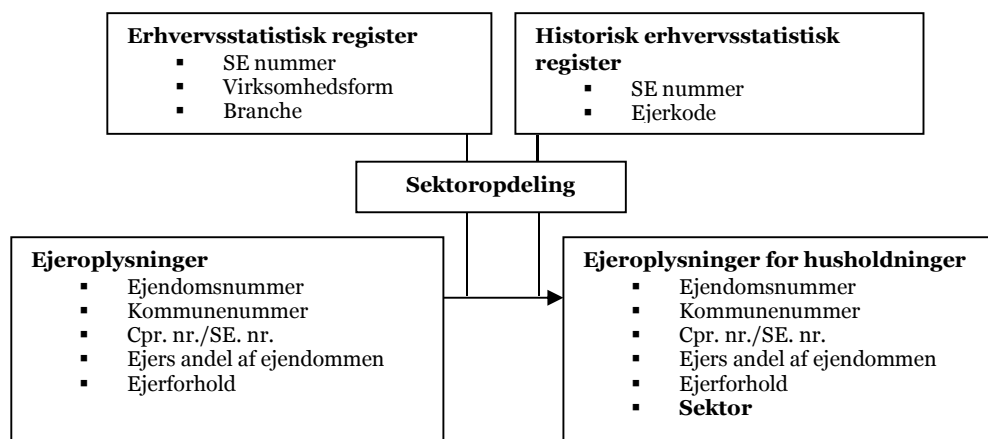 Erhvervsstatistisk register
▪ SE nummer
▪ Virksomhedsform
▪ Branche
Historisk erhvervsstatistisk
register
▪ SE nummer
▪ Ejerkode
Sektoropdeling
Ejeroplysninger
▪ Ejendomsnummer
▪ Kommunenummer
▪ Cpr. nr./SE. nr.
▪ Ejers andel af ejendommen
▪ Ejerforhold
Ejeroplysninger for husholdninger
▪ Ejendomsnummer
▪ Kommunenummer
▪ Cpr. nr./SE. nr.
▪ Ejers andel af ejendommen
▪ Ejerforhold
▪ Sektor